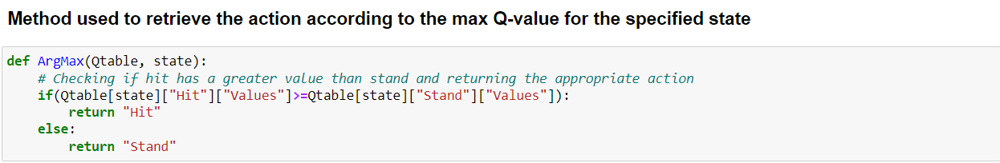 Method used to retrieve the action according to the max Q-value for the specified state
def ArgMax(Qtable, state):
    # Checking if hit has a greater value than stand and returning the appropriate action
    if(Qtable[state]["Hit"]["Values"]>=Qtable[state]["Stand"]["Values"]):
        return "Hit"
    else:
        return "Stand"